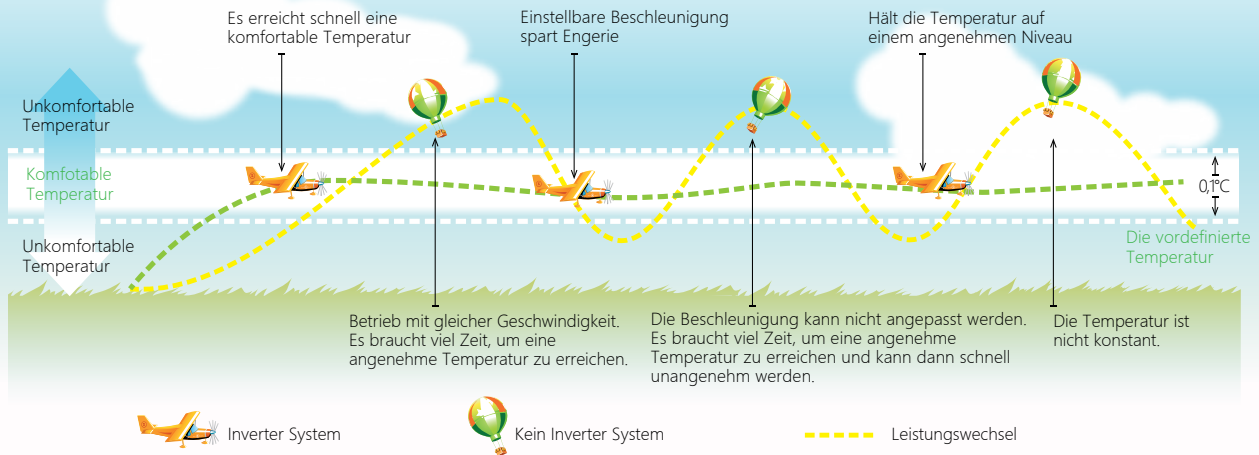 Es erreicht schnell eine
komfortable Temperatur
Einstellbare Beschleunigung
spart Engerie
Hält die Temperatur auf
einem angenehmen Niveau
Unkomfortable
Temperatur
Komfotable
Temperatur
0,1°C
Unkomfortable
Temperatur
Die vordefinierte
Temperatur
Betrieb mit gleicher Geschwindigkeit.
Es braucht viel Zeit, um eine
angenehme Temperatur zu erreichen.
Die Beschleunigung kann nicht angepasst werden.
Es braucht viel Zeit, um eine angenehme
Temperatur zu erreichen und kann dann schnell
unangenehm werden.
Die Temperatur ist
nicht konstant.
Inverter System
Kein Inverter System
Leistungswechsel